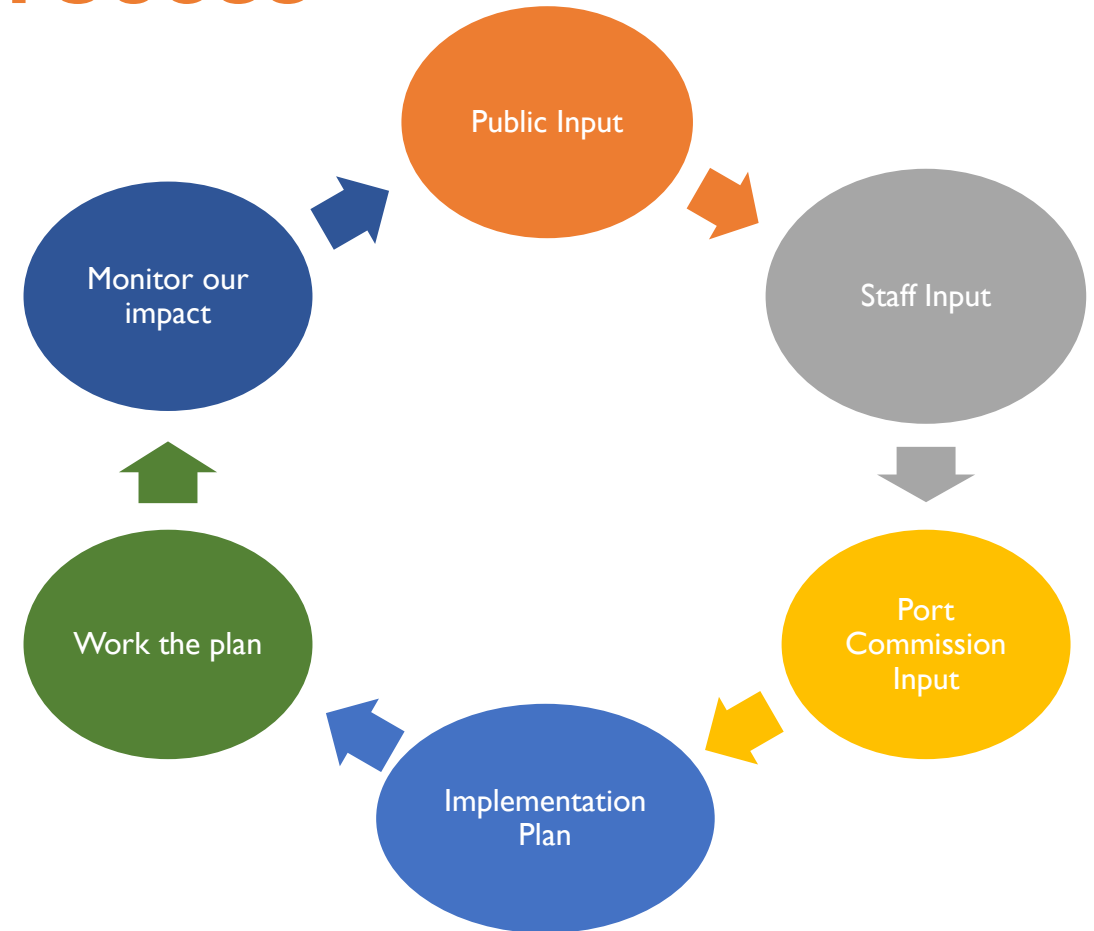 Public Input
Staff Input
Port
Commission
Input
Implementation
Plan
Work the plan
Monitor our
impact